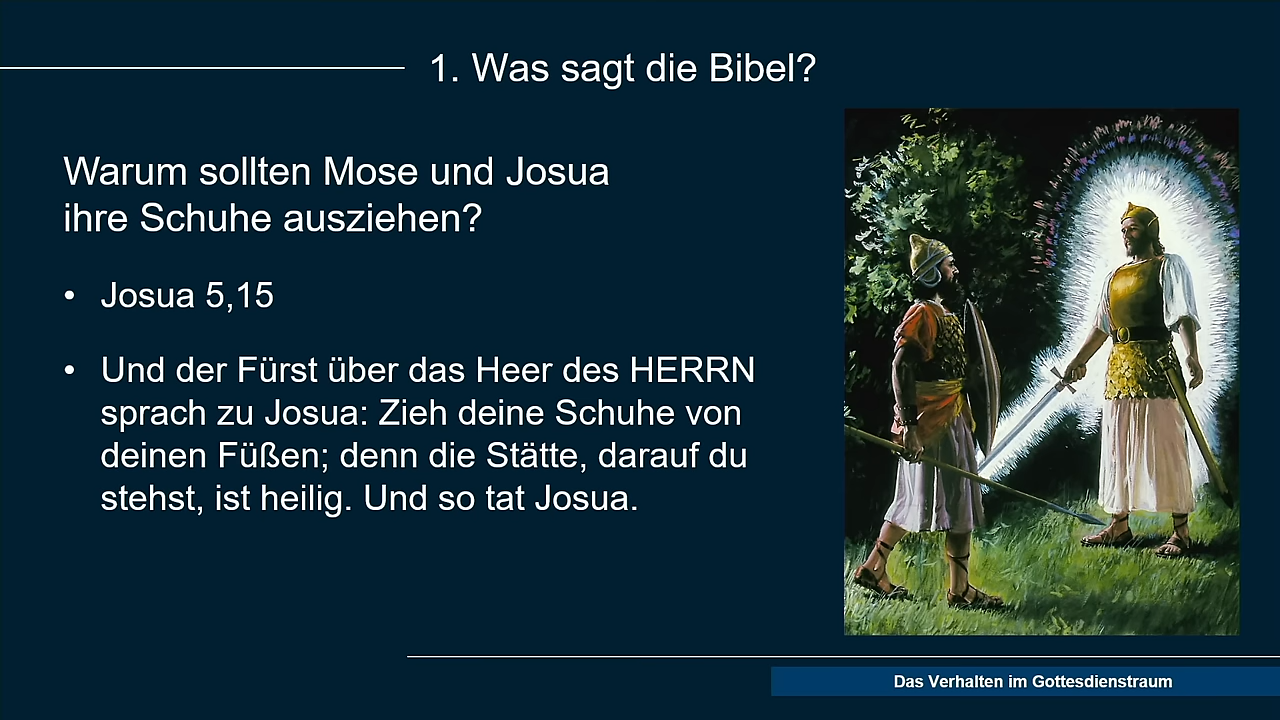 1. Was sagt die Bibel?
Warum sollten Mose und Josua
ihre Schuhe ausziehen?
• Josua 5,15
• Und der Fürst über das Heer des HERRN
sprach zu Josua: Zieh deine Schuhe von
deinen Füßen; denn die Stätte, darauf du
stehst, ist heilig. Und so tat Josua.
Das Verhalten im Gottesdienstraum